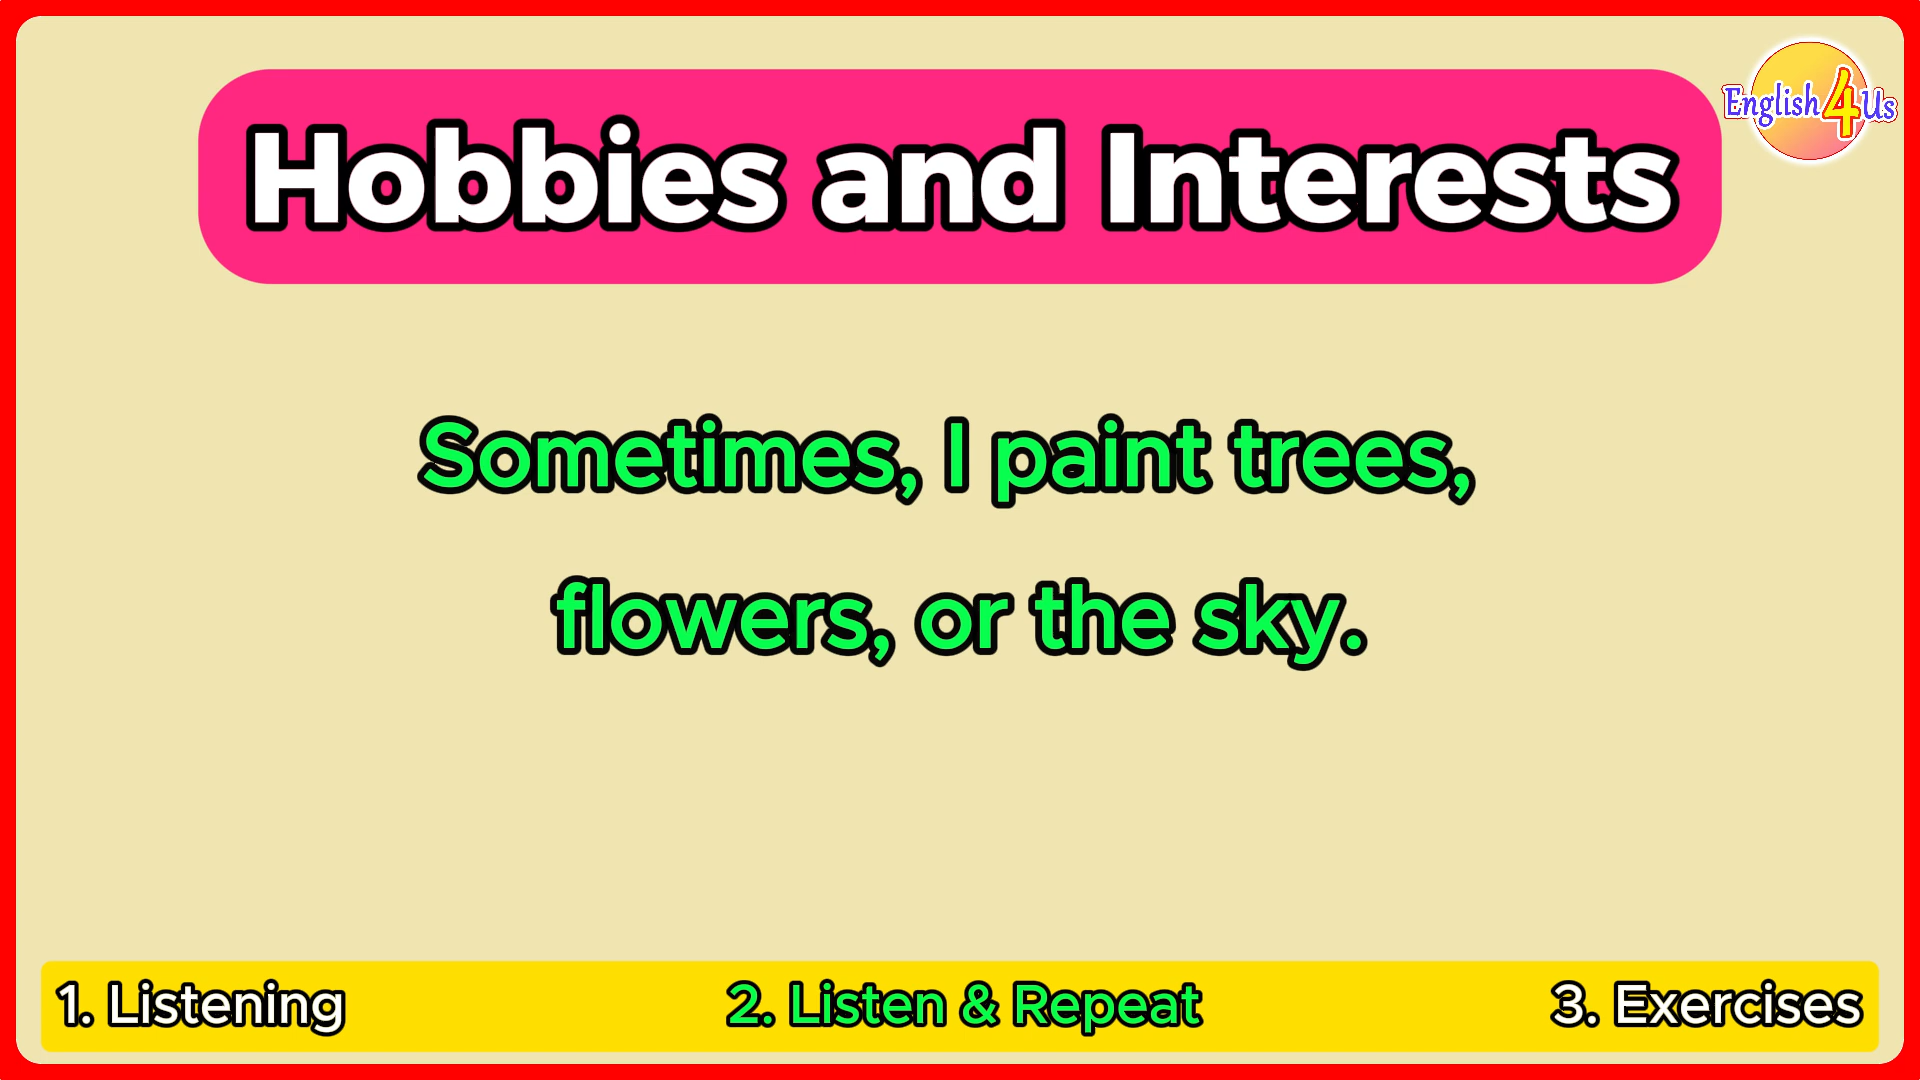 Hobbies and Interests
English4Us
Sometimes, I paint trees,
flowers, or the sky.
1. Listening
2. Listen & Repeat
3. Exercises